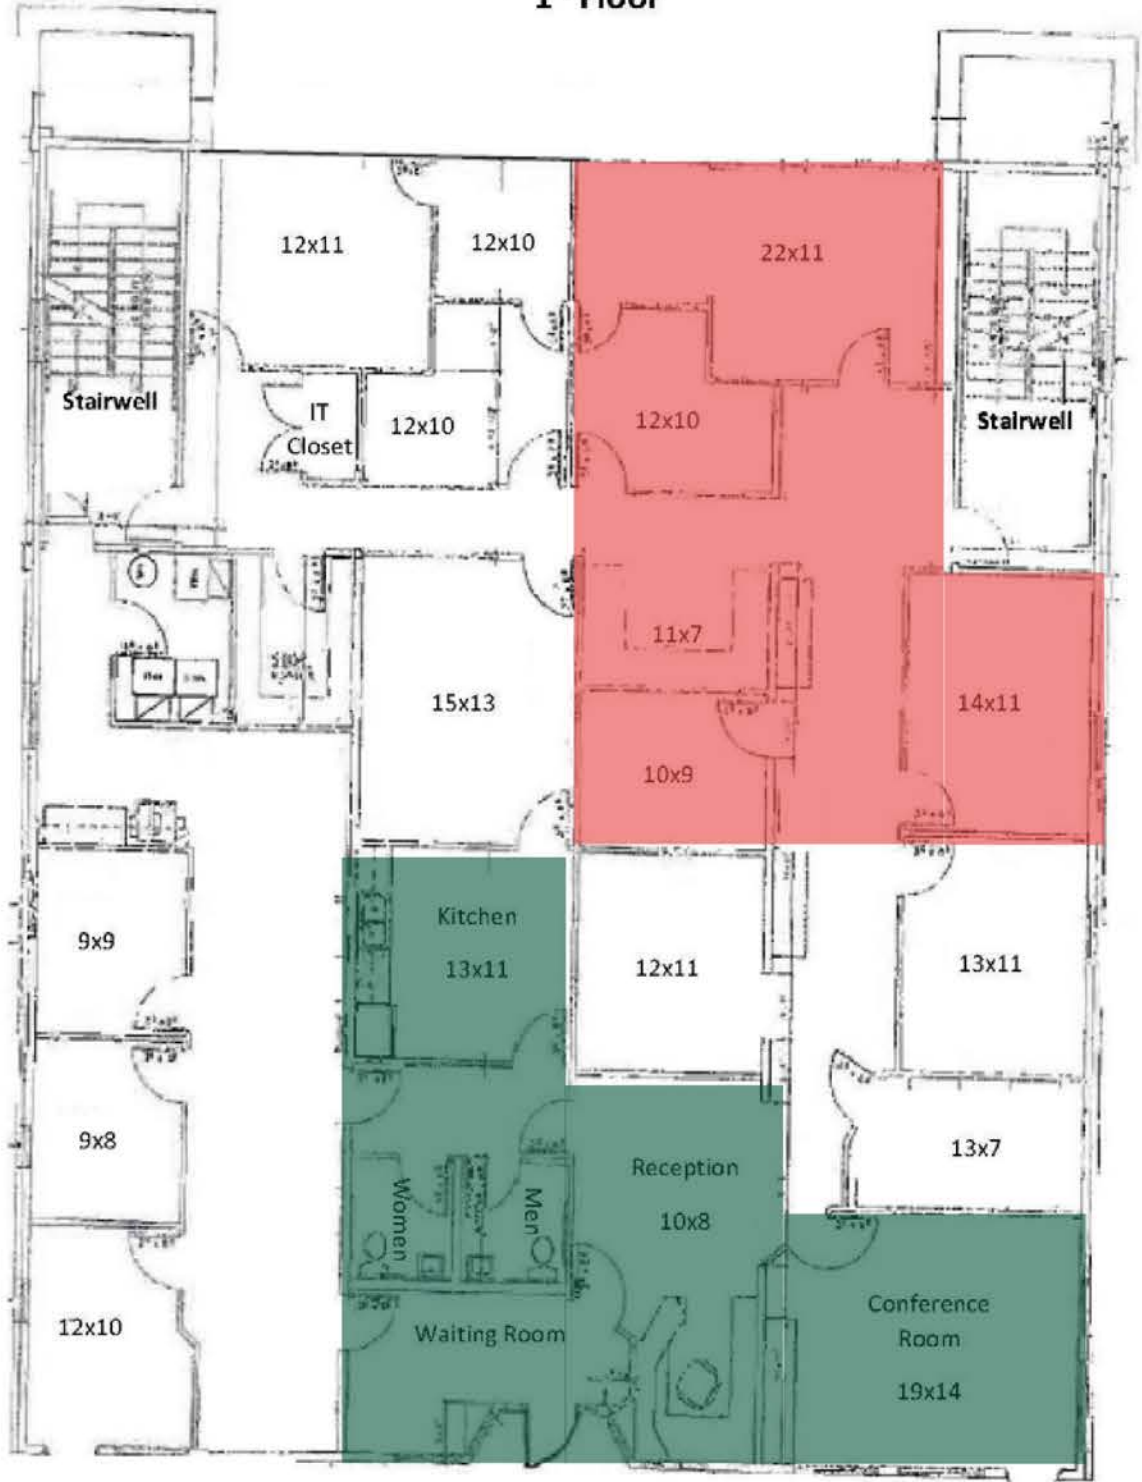 1 Floor
12x11
12x10
22x11
Stairwell
IT
Closet
12x10
12x10
Stairwell
11x7
15x13
14x11
10x9
Kitchen
13x11
9x9
12x11
13x11
9x8
Women
Men
Reception
10x8
13x7
12x10
Waiting Room
Conference
Room
19x14